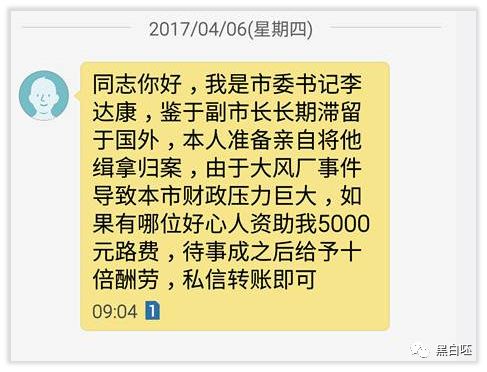 2017/04/06(星期四)
同志你好，我是市委书记李
达康，鉴于副市长长期滞留
于国外，本人准备亲自将他
缉拿归案，由于大风厂事件
导致本市财政压力巨大，如
果有哪位好心人资助我5000
元路费，待事成之后给予十
倍酬劳，私信转账即可
09:04 1
黑白呸